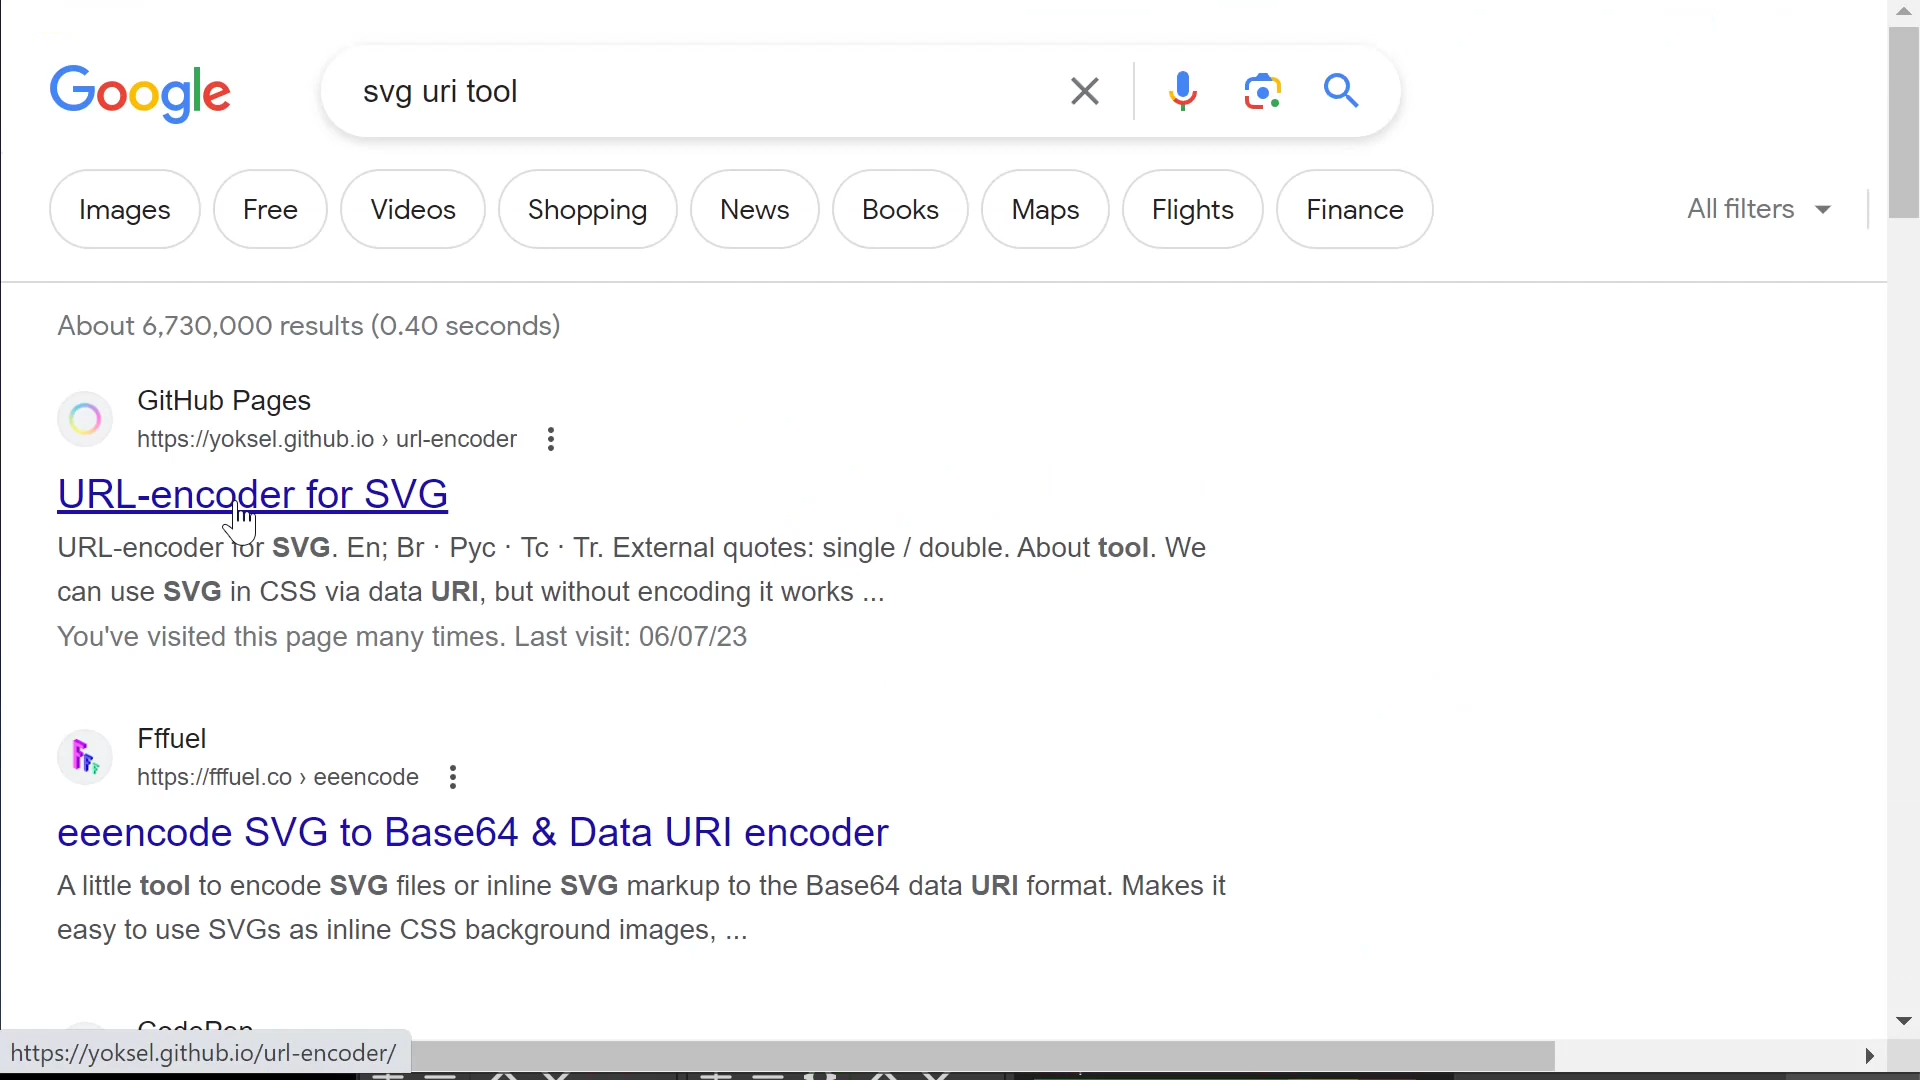 Google
svg uri tool
Images Free Videos Shopping News Books Maps Flights Finance All filters
About 6,730,000 results (0.40 seconds)
GitHub Pages
https://yoksel.github.io › url-encoder
URL-encoder for SVG
URL-encoder for SVG. En; Br · Рус · Tc · Tr. External quotes: single / double. About tool. We
can use SVG in CSS via data URI, but without encoding it works ...
You've visited this page many times. Last visit: 06/07/23
Fffuel
https://fffuel.co › eeencode
eeencode SVG to Base64 & Data URI encoder
A little tool to encode SVG files or inline SVG markup to the Base64 data URI format. Makes it
easy to use SVGs as inline CSS background images, ...
CodePen
https://yoksel.github.io/url-encoder/